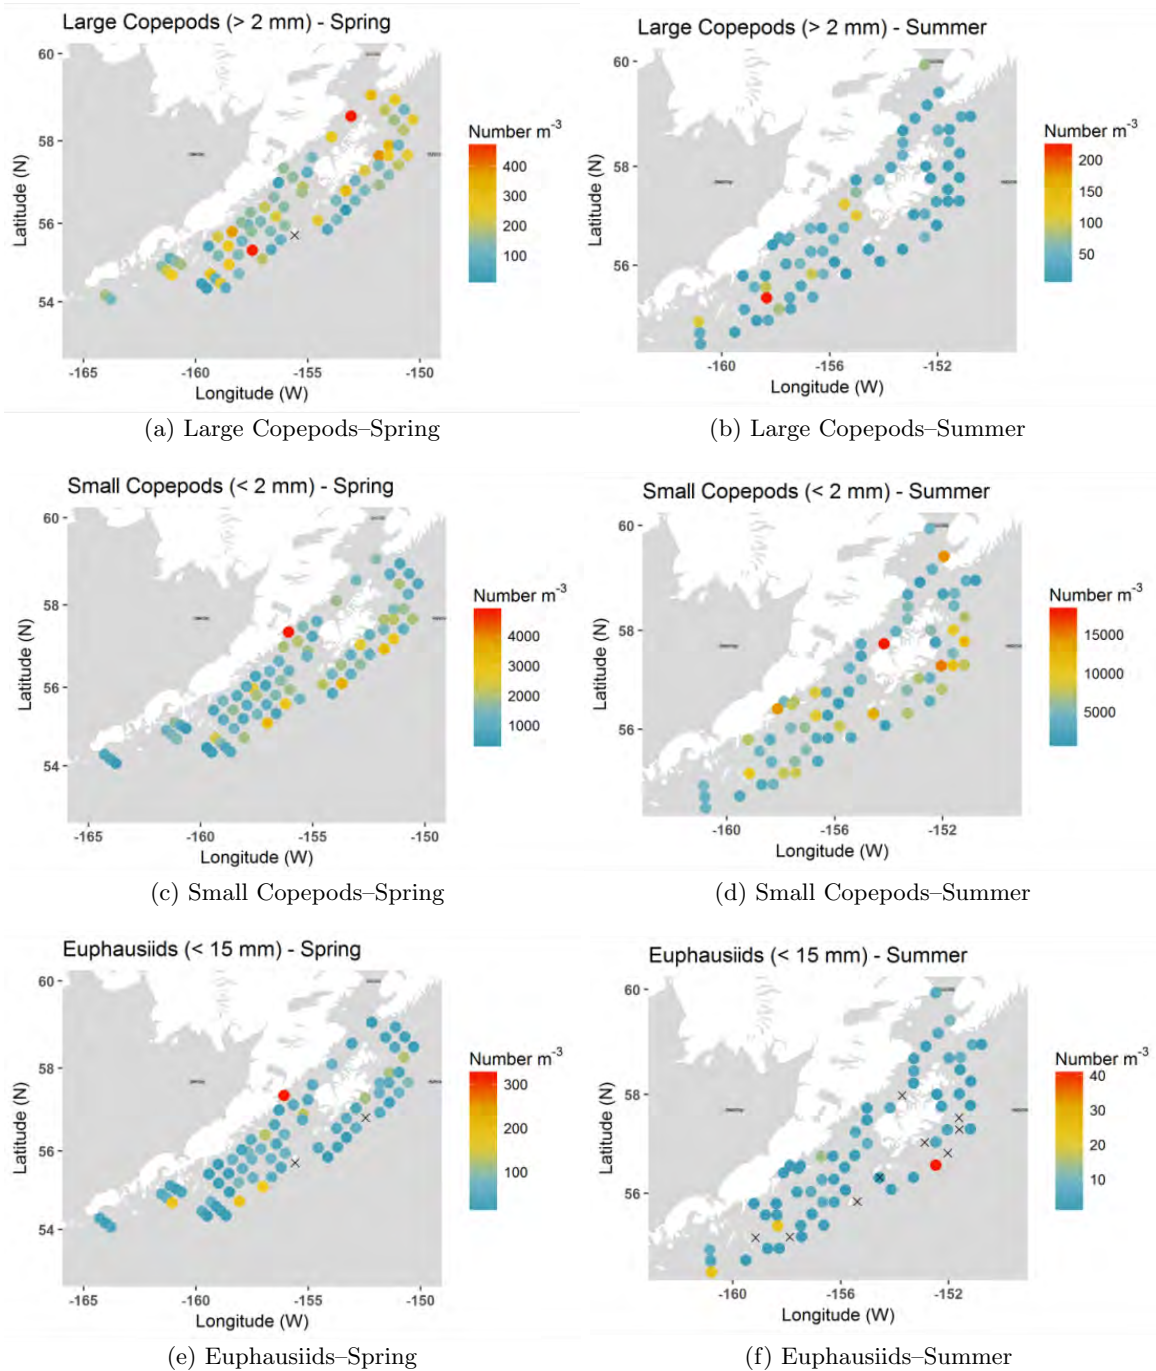 Large Copepods (> 2 mm) - Spring
60
58
56
54
Latitude (N)
-165
-160
-155
-150
Longitude (W)
Number m-3
400
300
200
100
(a) Large Copepods–Spring
Large Copepods (> 2 mm) - Summer
60
58
56
Latitude (N)
-160
-156
-152
Longitude (W)
Number m-3
200
150
100
50
(b) Large Copepods–Summer
Small Copepods (< 2 mm) - Spring
60
58
56
54
Latitude (N)
-165
-160
-155
-150
Longitude (W)
Number m-3
4000
3000
2000
1000
(c) Small Copepods–Spring
Small Copepods (< 2 mm) - Summer
60
58
56
Latitude (N)
-160
-156
-152
Longitude (W)
Number m-3
15000
10000
5000
(d) Small Copepods–Summer
Euphausiids (< 15 mm) - Spring
60
58
56
54
Latitude (N)
-165
-160
-155
-150
Longitude (W)
Number m-3
300
200
100
(e) Euphausiids–Spring
Euphausiids (< 15 mm) - Summer
60
58
56
Latitude (N)
-160
-156
-152
Longitude (W)
Number m-3
40
30
20
10
(f) Euphausiids–Summer